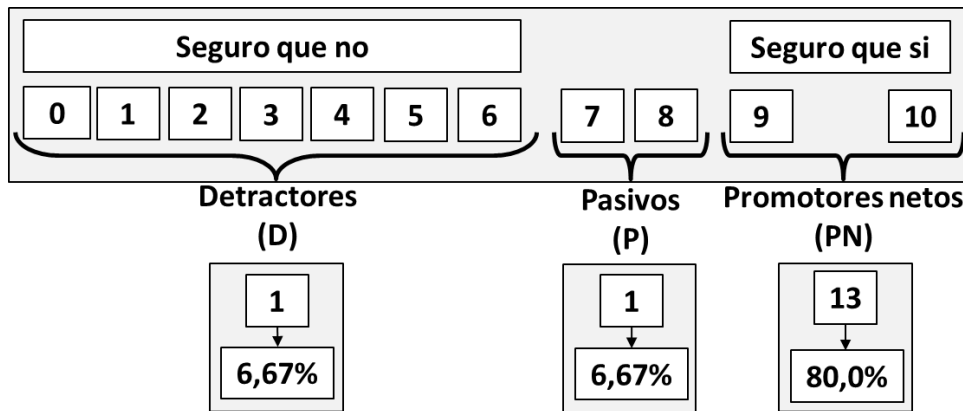 Seguro que no
Seguro que si
0 1 2 3 4 5 6 7 8 9 10
Detractores
(D)
Pasivos
(P)
Promotores netos
(PN)
1
6,67%
1
6,67%
13
80,0%